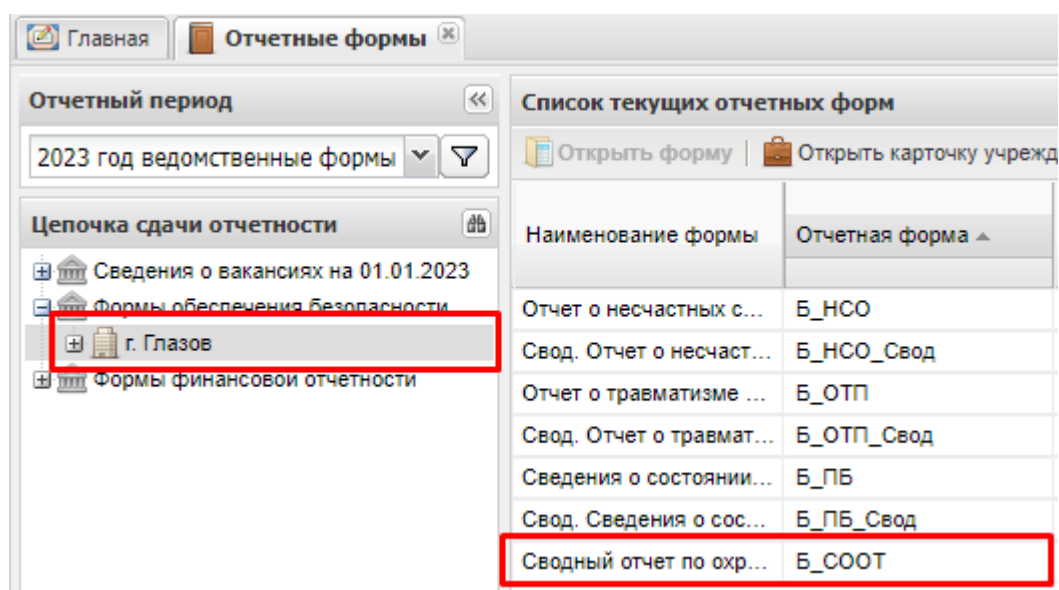 Главная
Отчетные формы
Отчетный период
2023 год ведомственные формы
Цепочка сдачи отчетности
Сведения о вакансиях на 01.01.2023
Формы обеспечения безопасности
г. Глазов
Формы финансовой отчетности
Список текущих отчетных форм
Открыть форму | Открыть карточку учрежд
Наименование формы Отчетная форма
Отчет о несчастных с... Б_НСО
Свод. Отчет о несчаст... Б_НСО_Свод
Отчет о травматизме ... Б_ОТП
Свод. Отчет о травмат... Б_ОТП_Свод
Сведения о состоянии... Б_ПБ
Свод. Сведения о сос... Б_ПБ_Свод
Сводный отчет по охр... Б_СООТ